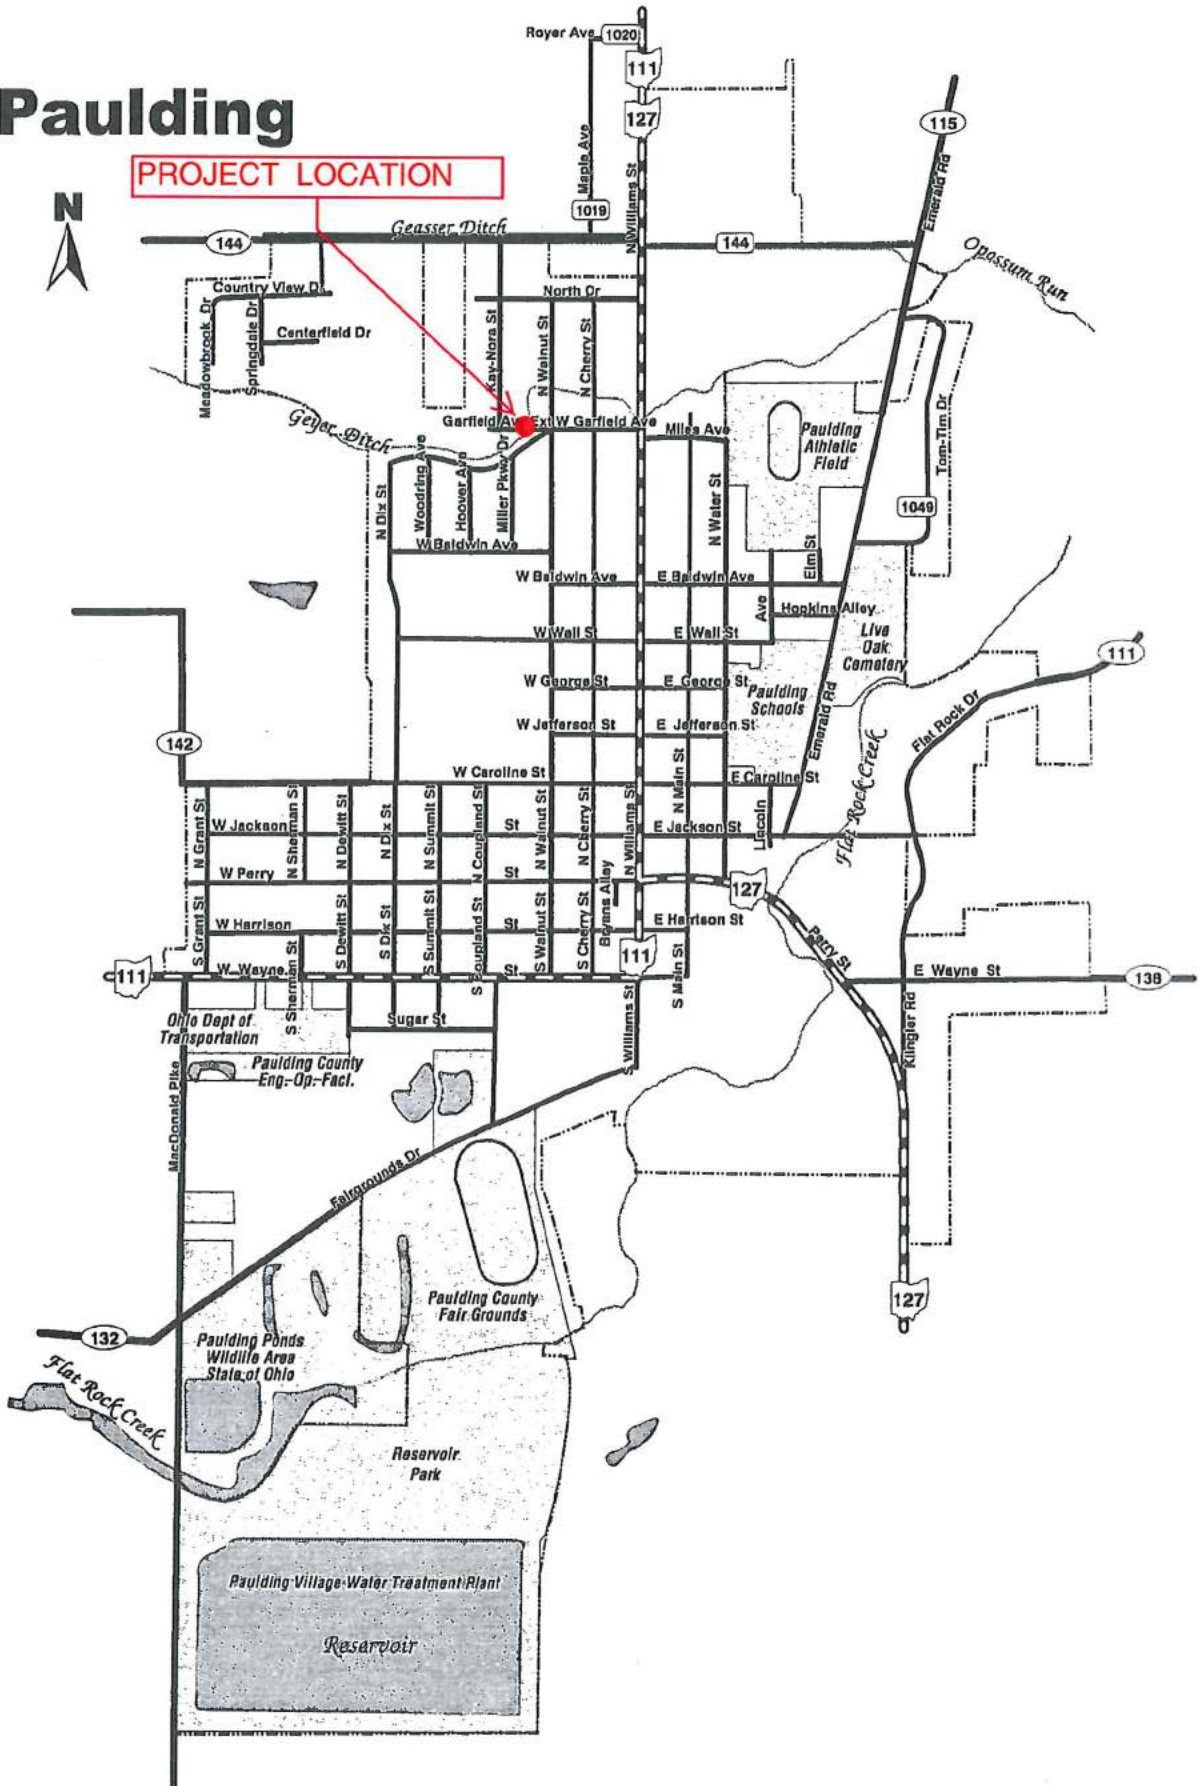 Royer Ave
1020
111
127
Paulding
115
PROJECT LOCATION
Maple Ave
Emerald Rd
N
1019
N Williams St
Geasser Ditch
144
144
Opossum Run
Country View Dr
North Dr
Meadowbrook Dr
Springdale Dr
Centerfield Dr
Kay-Nora St
N Walnut St
N Cherry St
Tom-Tim Dr
Geyer Ditch
Garfield Ave Ext
W Garfield Ave
Miles Ave
Paulding
Athletic
Field
N Dix St
Woodring Ave
Hoover Ave
Miller Pkwy Dr
N Water St
1049
W Baldwin Ave
W Baldwin Ave
E Baldwin Ave
Elm St
Ave
Hopkins Alley
W Wall St
E Wall St
Live
Oak
Cemetery
111
W George St
E George St
Paulding
Schools
Emerald Rd
Flat Rock Dr
W Jefferson St
E Jefferson St
142
Flat Rock Creek
W Caroline St
N Main St
E Caroline St
N Grant St
N Sherman St
N Dewitt St
N Dix St
N Summit St
N Coupland St
N Walnut St
N Cherry St
N Williams St
Lincoln
W Jackson
St
E Jackson St
W Perry
St
127
Bryans Alley
S Grant St
S Dewitt St
S Dix St
S Summit St
S Coupland St
S Walnut St
S Cherry St
W Harrison
St
E Harrison St
Perry St
111
S Main St
111
W Wayne
St
E Wayne St
138
S Sherman St
Ohio Dept of
Transportation
Sugar St
S Williams St
Klingler Rd
MacDonald Pike
Paulding County
Eng.-Op.-Facl.
Fairgrounds Dr
Paulding County
Fair Grounds
127
132
Paulding Ponds
Wildlife Area
State of Ohio
Flat Rock Creek
Reservoir
Park
Paulding Village Water Treatment Plant
Reservoir